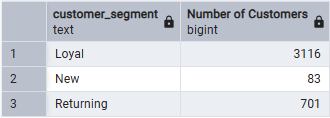 customer_segment Number of Customers
text bigint
1 Loyal 3116
2 New 83
3 Returning 701